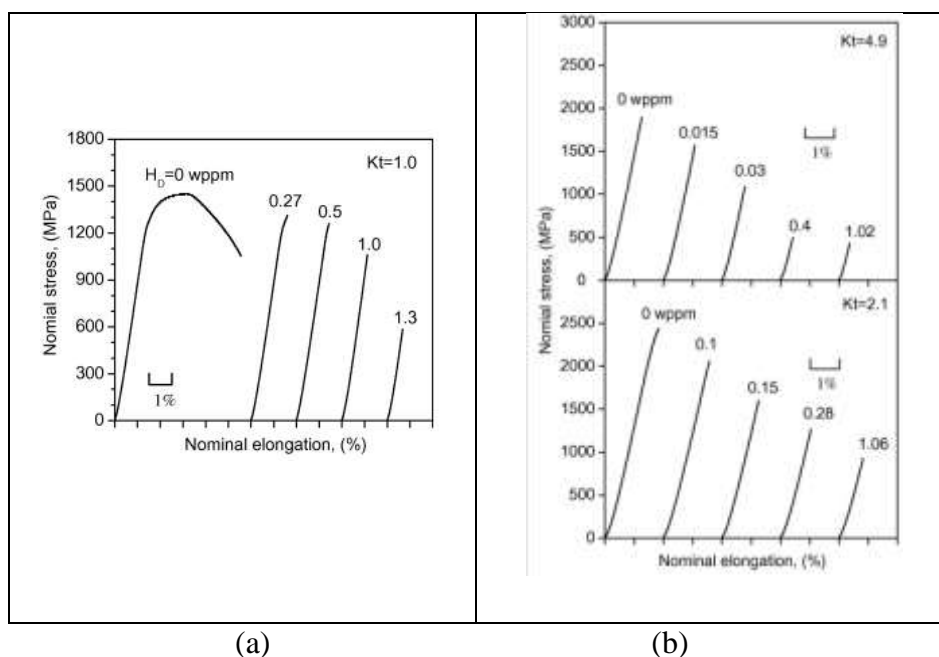 1800
1500
1200
900
600
300
0
Nomial stress, (MPa)
Kt=1.0
H_D=0 wppm
0.27
0.5
1.0
1.3
1%
Nominal elongation, (%)
(a)
3000
2500
2000
1500
1000
500
0
Kt=4.9
0 wppm
0.015
0.03
0.4
1.02
1%
Nomial stress, (MPa)
2500
2000
1500
1000
500
0
Kt=2.1
0 wppm
0.1
0.15
0.28
1.06
1%
Nominal elongation, (%)
(b)